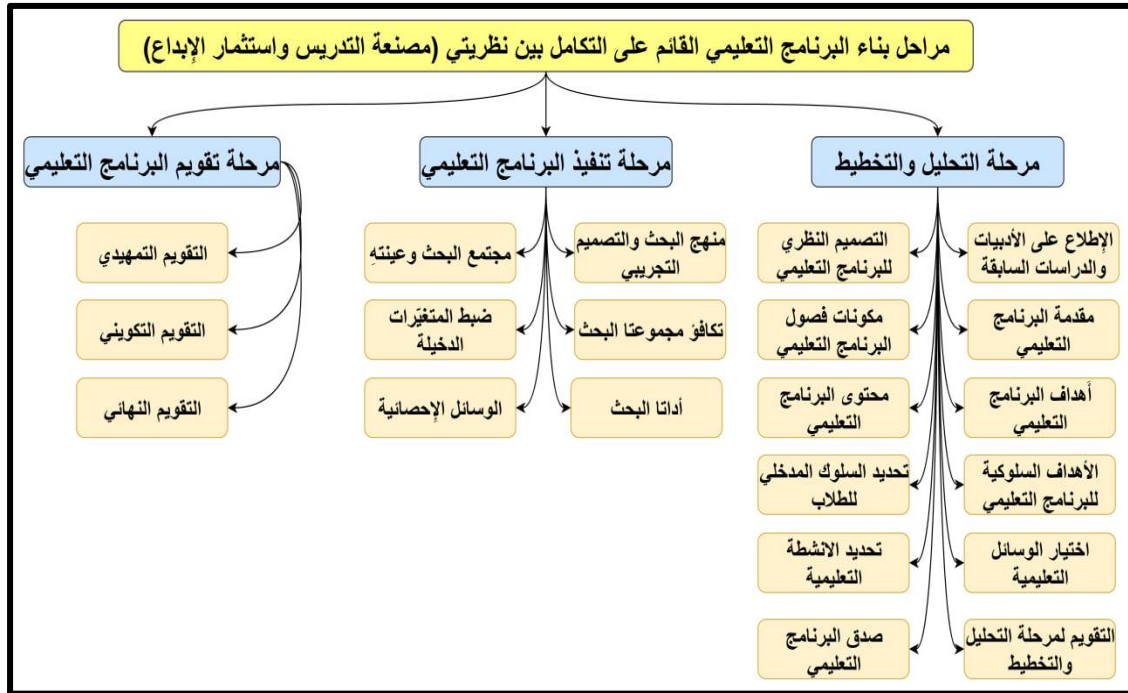 مراحل بناء البرنامج التعليمي القائم على التكامل بين نظريتي (مصنعة التدريس واستثمار الإبداع)
مرحلة التحليل والتخطيط
الإطلاع على الأدبيات
والدراسات السابقة
التصميم النظري
للبرنامج التعليمي
مقدمة البرنامج
التعليمي
مكونات فصول
البرنامج التعليمي
أهداف البرنامج
التعليمي
محتوى البرنامج
التعليمي
الأهداف السلوكية
للبرنامج التعليمي
تحديد السلوك المدخلي
للطلاب
اختيار الوسائل
التعليمية
تحديد الانشطة
التعليمية
التقويم لمرحلة التحليل
والتخطيط
صدق البرنامج
التعليمي
مرحلة تنفيذ البرنامج التعليمي
منهج البحث والتصميم
التجريبي
مجتمع البحث وعينتهِ
تكافؤ مجموعتا البحث
ضبط المتغيّرات
الدخيلة
أداتا البحث
الوسائل الإحصائية
مرحلة تقويم البرنامج التعليمي
التقويم التمهيدي
التقويم التكويني
التقويم النهائي